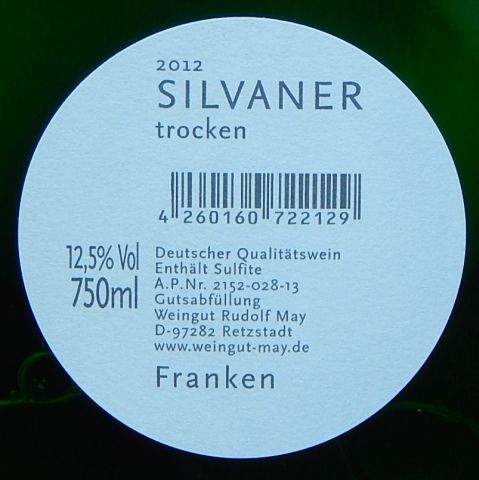 2012
SILVANER
trocken
4 260160 722129
12,5% Vol
750ml
Deutscher Qualitätswein
Enthält Sulfite
A.P.Nr. 2152-028-13
Gutsabfüllung
Weingut Rudolf May
D-97282 Retzstadt
www.weingut-may.de
Franken